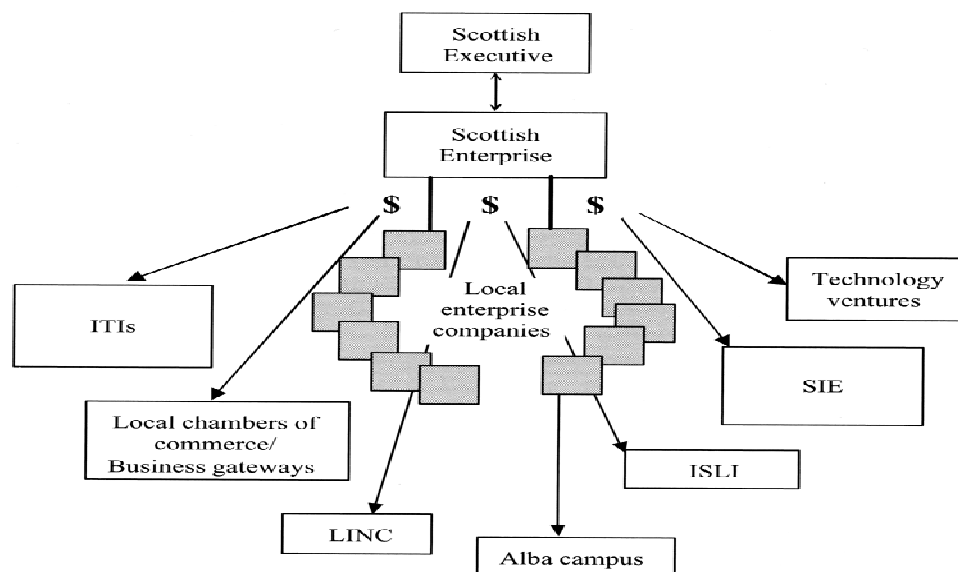 Scottish
Executive
Scottish
Enterprise
$ $ $
Local
enterprise
companies
Technology
ventures
ITIs
SIE
Local chambers of
commerce/
Business gateways
ISLI
LINC
Alba campus